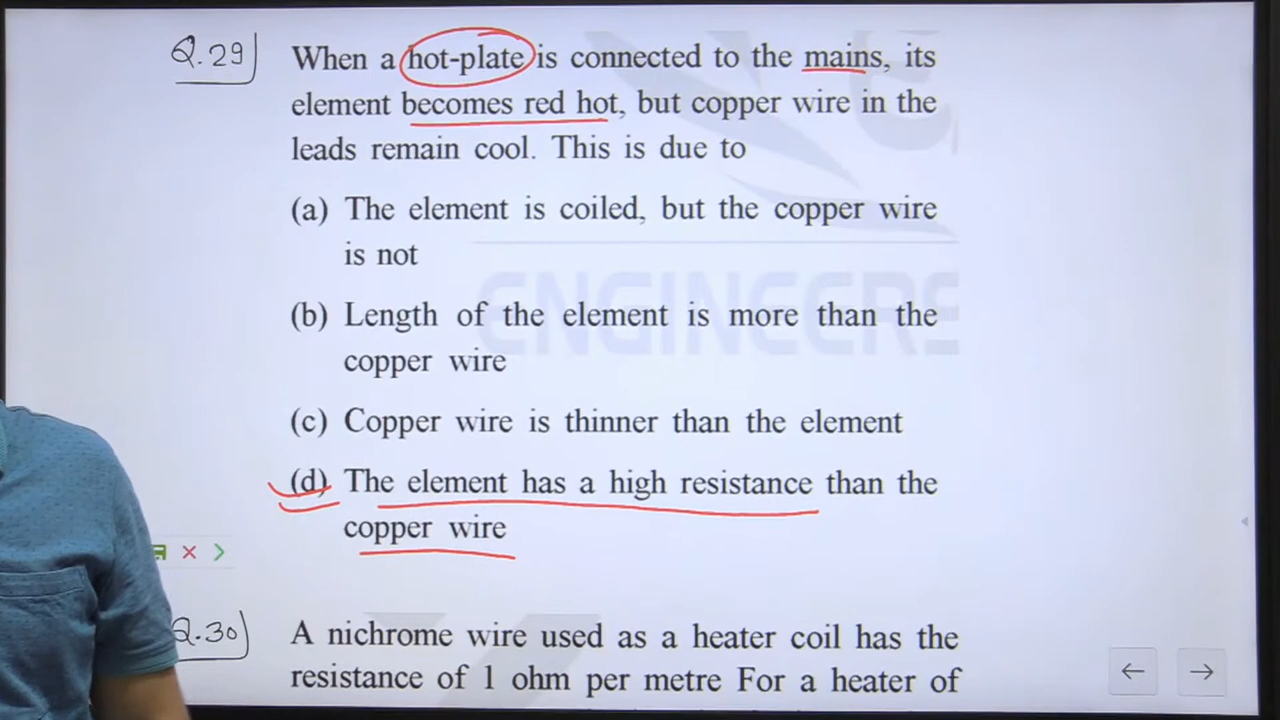 Q.29
When a hot-plate is connected to the mains, its
element becomes red hot, but copper wire in the
leads remain cool. This is due to
(a) The element is coiled, but the copper wire
is not
ENGINEERS
(b) Length of the element is more than the
copper wire
(c) Copper wire is thinner than the element
(d) The element has a high resistance than the
copper wire
Q.30
A nichrome wire used as a heater coil has the
resistance of 1 ohm per metre For a heater of